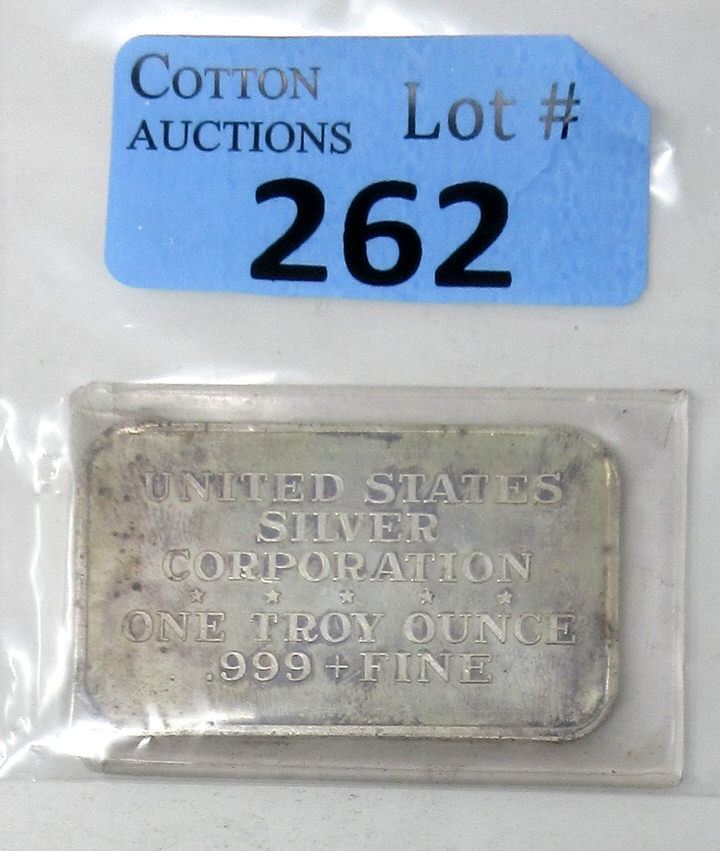 COTTON
AUCTIONS
Lot #
262
UNITED STATES
SILVER
CORPORATION
ONE TROY OUNCE
.999+FINE